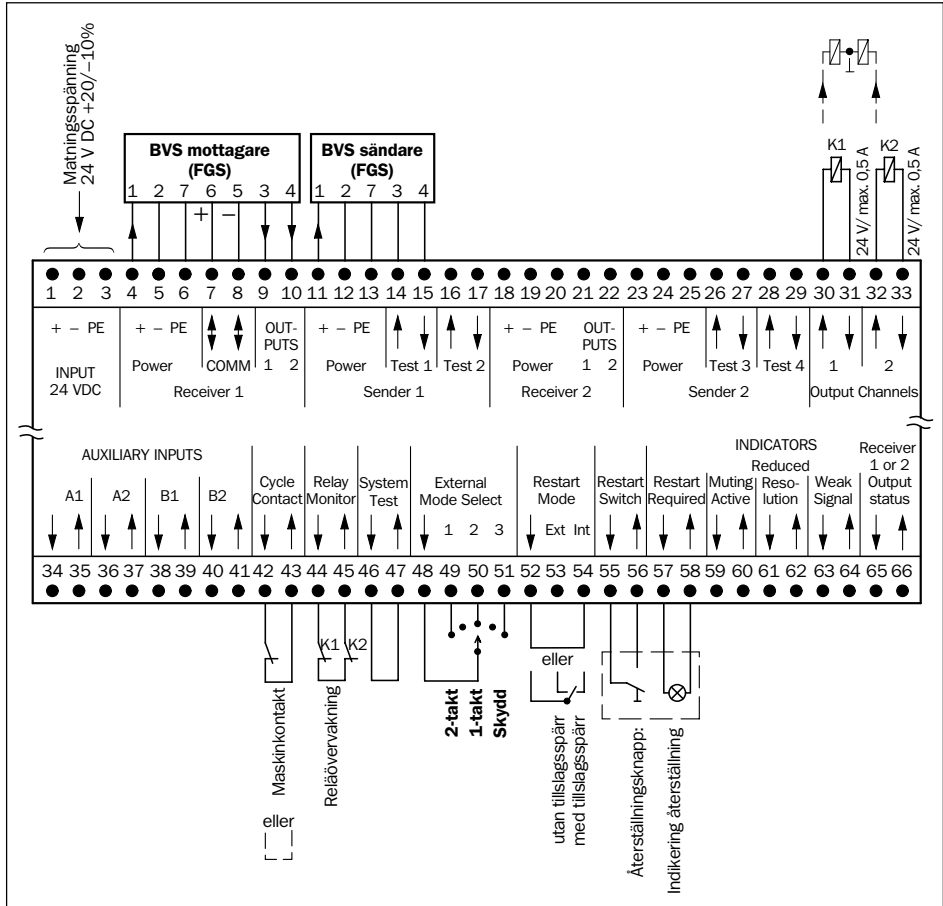 Matningsspänning
24 V DC +20/−10%
BVS mottagare
(FGS)
1 2 7 6 5 3 4
+ −
BVS sändare
(FGS)
1 2 7 3 4
K1
24 V/ max. 0,5 A
K2
24 V/ max. 0,5 A
1 2 3 4 5 6 7 8 9 10 11 12 13 14 15 16 17 18 19 20 21 22 23 24 25 26 27 28 29 30 31 32 33
+ − PE
INPUT
24 VDC
+ − PE
Power
COMM
OUT-
PUTS
1 2
Receiver 1
+ − PE
Power
Test 1
Test 2
Sender 1
+ − PE
Power
OUT-
PUTS
1 2
Receiver 2
+ − PE
Power
Test 3
Test 4
Sender 2
1 2
Output Channels
AUXILIARY INPUTS
A1 A2 B1 B2
Cycle
Contact
Relay
Monitor
System
Test
External
Mode Select
1 2 3
Restart
Mode
Ext Int
Restart
Switch
INDICATORS
Restart
Required
Muting
Active
Reduced
Reso-
lution
Weak
Signal
Receiver
1 or 2
Output
status
34 35 36 37 38 39 40 41 42 43 44 45 46 47 48 49 50 51 52 53 54 55 56 57 58 59 60 61 62 63 64 65 66
Maskinkontakt
eller
K1 K2
Reläövervakning
2-takt
1-takt
Skydd
eller
utan tillslagsspärr
med tillslagsspärr
Återställningsknapp:
Indikering återställning